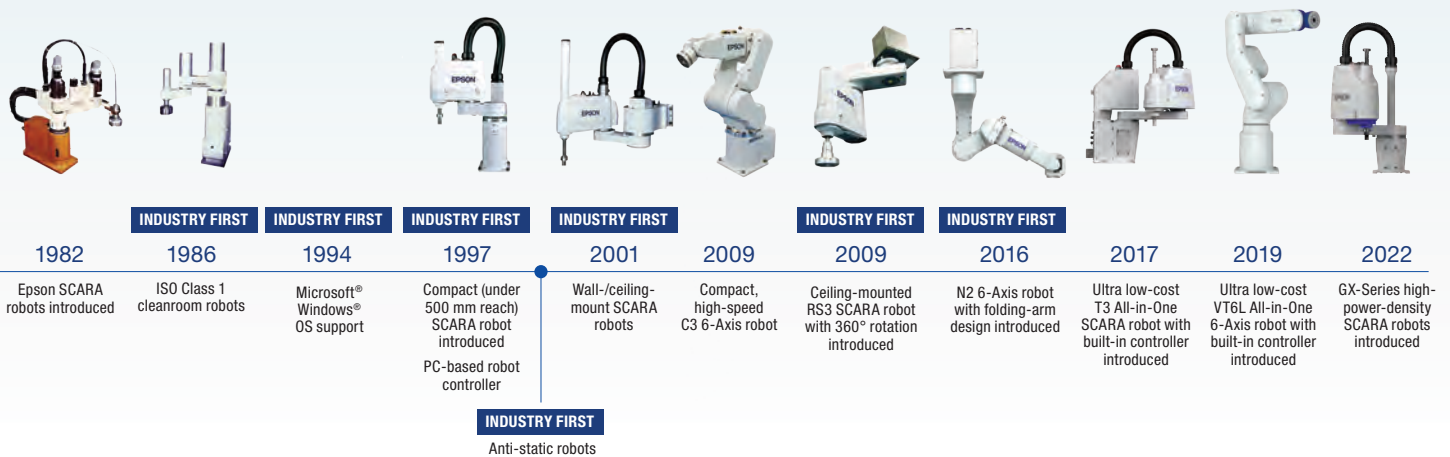 EPSON
EPSON
EPSON
EPSON
EPSON
EPSON
EPSON
EPSON
EPSON
INDUSTRY FIRST
INDUSTRY FIRST
INDUSTRY FIRST
INDUSTRY FIRST
INDUSTRY FIRST
INDUSTRY FIRST
1982
1986
1994
1997
2001
2009
2009
2016
2017
2019
2022
Epson SCARA
robots introduced
ISO Class 1
cleanroom robots
Microsoft®
Windows®
OS support
Compact (under
500 mm reach)
SCARA robot
introduced
PC-based robot
controller
Wall-/ceiling-
mount SCARA
robots
Compact,
high-speed
C3 6-Axis robot
Ceiling-mounted
RS3 SCARA robot
with 360° rotation
introduced
N2 6-Axis robot
with folding-arm
design introduced
Ultra low-cost
T3 All-in-One
SCARA robot with
built-in controller
introduced
Ultra low-cost
VT6L All-in-One
6-Axis robot with
built-in controller
introduced
GX-Series high-
power-density
SCARA robots
introduced
INDUSTRY FIRST
Anti-static robots